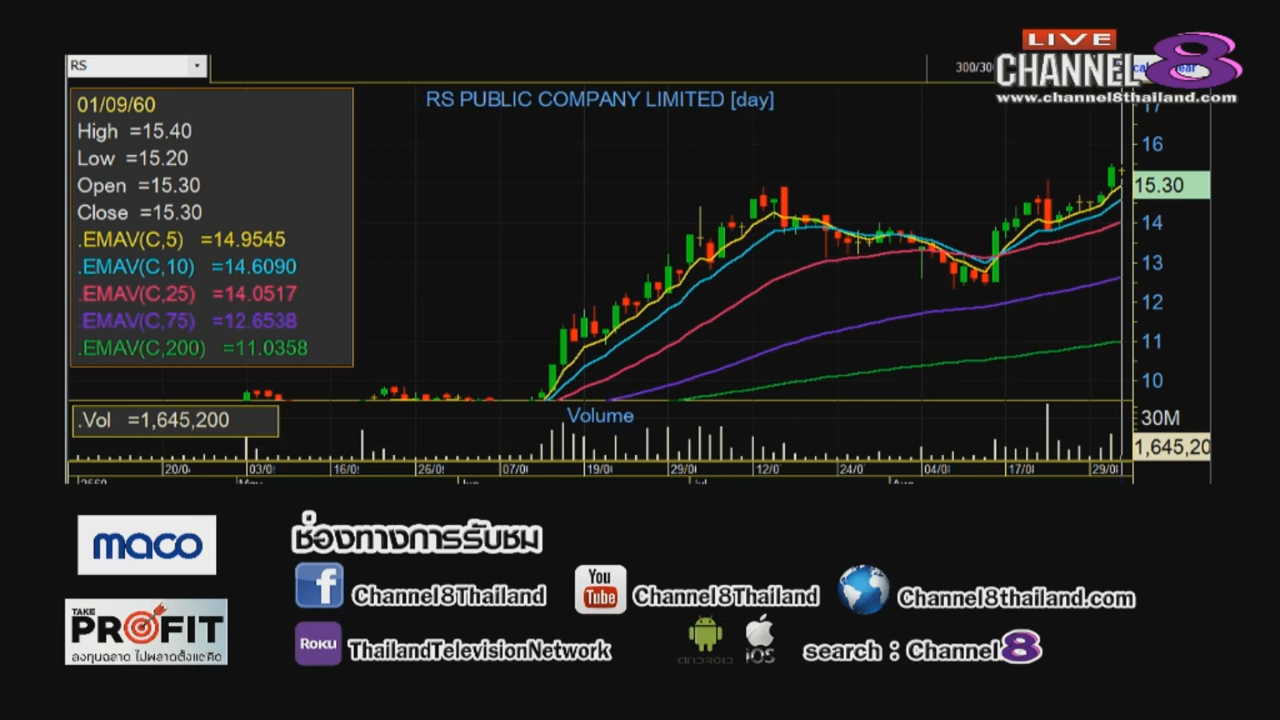 LIVE
CHANNEL 8
www.channel8thailand.com
RS
RS PUBLIC COMPANY LIMITED [day]
01/09/60
High =15.40
Low =15.20
Open =15.30
Close =15.30
.EMAV(C,5) =14.9545
.EMAV(C,10) =14.6090
.EMAV(C,25) =14.0517
.EMAV(C,75) =12.6538
.EMAV(C,200) =11.0358
17
16
15.30
14
13
12
11
10
.Vol =1,645,200
Volume
30M
1,645,20
20/0 03/0 16/0 26/0 07/0 19/0 29/0 12/0 24/0 04/0 17/0 29/0
maco
TAKE
PROFIT
ลงทุนฉลาด ไม่พลาดตั้งแต่คิด
ช่องทางการรับชม
f Channel8Thailand You Tube Channel8Thailand Channel8thailand.com
ROKU ThailandTelevisionNetwork ANDROID iOS search : Channel 8